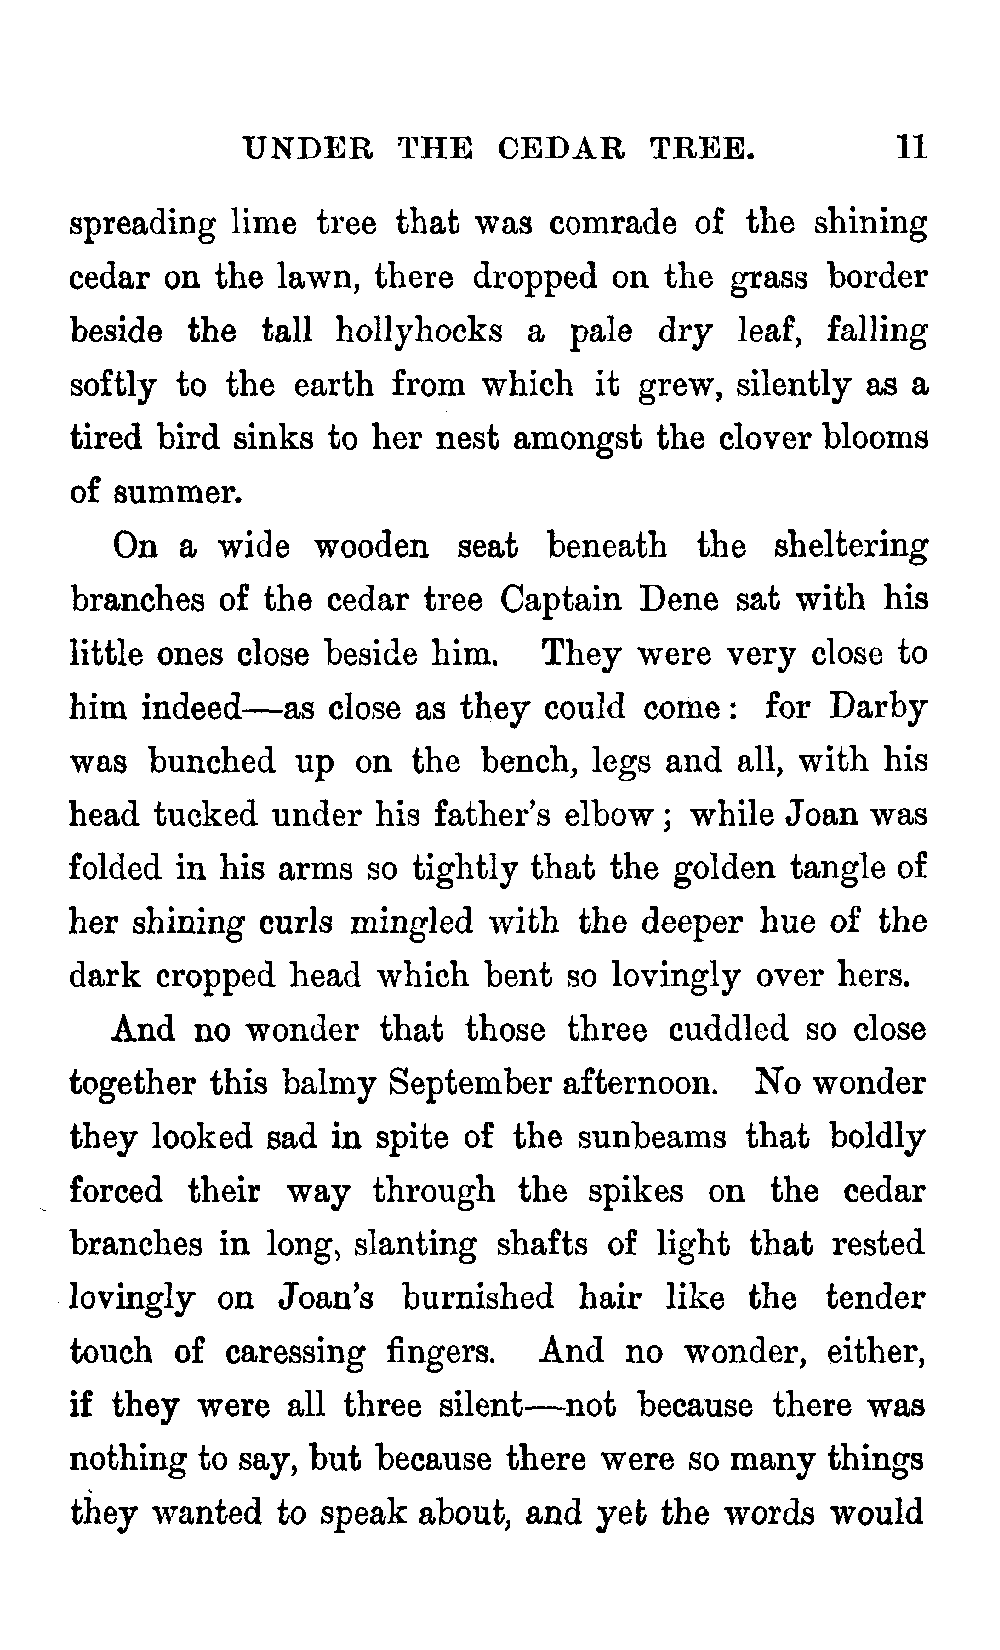 UNDER THE CEDAR TREE. 11
spreading lime tree that was comrade of the shining
cedar on the lawn, there dropped on the grass border
beside the tall hollyhocks a pale dry leaf, falling
softly to the earth from which it grew, silently as a
tired bird sinks to her nest amongst the clover blooms
of summer.
On a wide wooden seat beneath the sheltering
branches of the cedar tree Captain Dene sat with his
little ones close beside him. They were very close to
him indeed—as close as they could come: for Darby
was bunched up on the bench, legs and all, with his
head tucked under his father's elbow; while Joan was
folded in his arms so tightly that the golden tangle of
her shining curls mingled with the deeper hue of the
dark cropped head which bent so lovingly over hers.
And no wonder that those three cuddled so close
together this balmy September afternoon. No wonder
they looked sad in spite of the sunbeams that boldly
forced their way through the spikes on the cedar
branches in long, slanting shafts of light that rested
lovingly on Joan's burnished hair like the tender
touch of caressing fingers. And no wonder, either,
if they were all three silent—not because there was
nothing to say, but because there were so many things
they wanted to speak about, and yet the words would